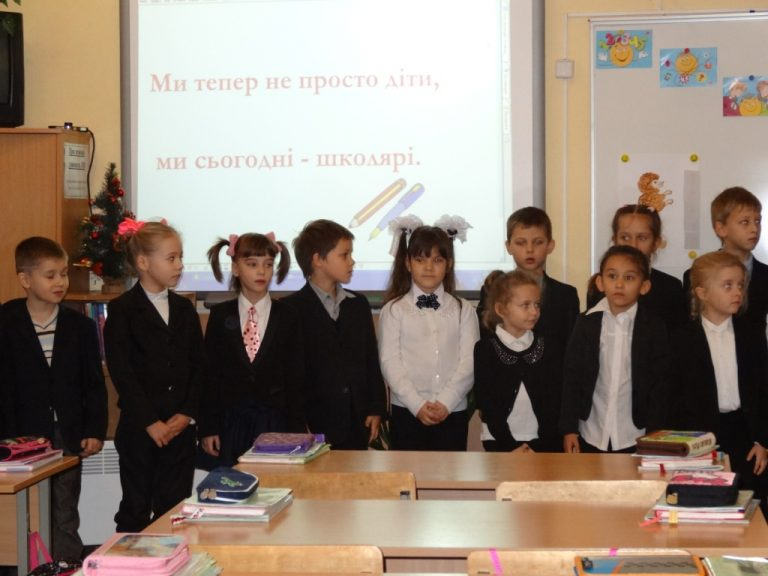 Ми тепер не просто діти,
ми сьогодні - школярі.